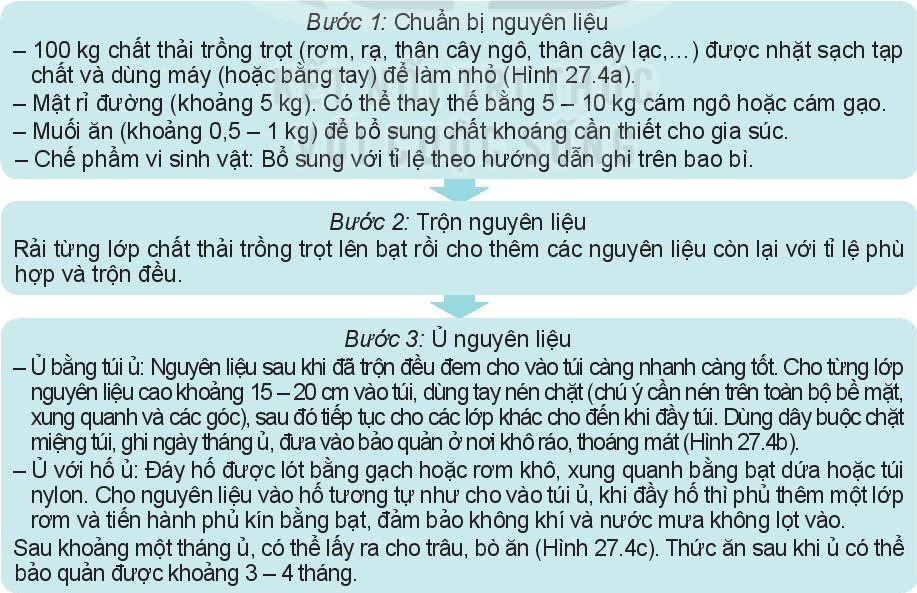 Bước 1: Chuẩn bị nguyên liệu
– 100 kg chất thải trồng trọt (rơm, rạ, thân cây ngô, thân cây lạc,…) được nhặt sạch tạp
chất và dùng máy (hoặc bằng tay) để làm nhỏ (Hình 27.4a).
– Mật rỉ đường (khoảng 5 kg). Có thể thay thế bằng 5 – 10 kg cám ngô hoặc cám gạo.
– Muối ăn (khoảng 0,5 – 1 kg) để bổ sung chất khoáng cần thiết cho gia súc.
– Chế phẩm vi sinh vật: Bổ sung với tỉ lệ theo hướng dẫn ghi trên bao bì.
KẾT NỐI TRI THỨC
VỚI CUỘC SỐNG
Bước 2: Trộn nguyên liệu
Rải từng lớp chất thải trồng trọt lên bạt rồi cho thêm các nguyên liệu còn lại với tỉ lệ phù
hợp và trộn đều.
Bước 3: Ủ nguyên liệu
– Ủ bằng túi ủ: Nguyên liệu sau khi đã trộn đều đem cho vào túi càng nhanh càng tốt. Cho từng lớp
nguyên liệu cao khoảng 15 – 20 cm vào túi, dùng tay nén chặt (chú ý cần nén trên toàn bộ bề mặt,
xung quanh và các góc), sau đó tiếp tục cho các lớp khác cho đến khi đầy túi. Dùng dây buộc chặt
miệng túi, ghi ngày tháng ủ, đưa vào bảo quản ở nơi khô ráo, thoáng mát (Hình 27.4b).
– Ủ với hố ủ: Đáy hố được lót bằng gạch hoặc rơm khô, xung quanh bằng bạt dứa hoặc túi
nylon. Cho nguyên liệu vào hố tương tự như cho vào túi ủ, khi đầy hố thì phủ thêm một lớp
rơm và tiến hành phủ kín bằng bạt, đảm bảo không khí và nước mưa không lọt vào.
Sau khoảng một tháng ủ, có thể lấy ra cho trâu, bò ăn (Hình 27.4c). Thức ăn sau khi ủ có thể
bảo quản được khoảng 3 – 4 tháng.